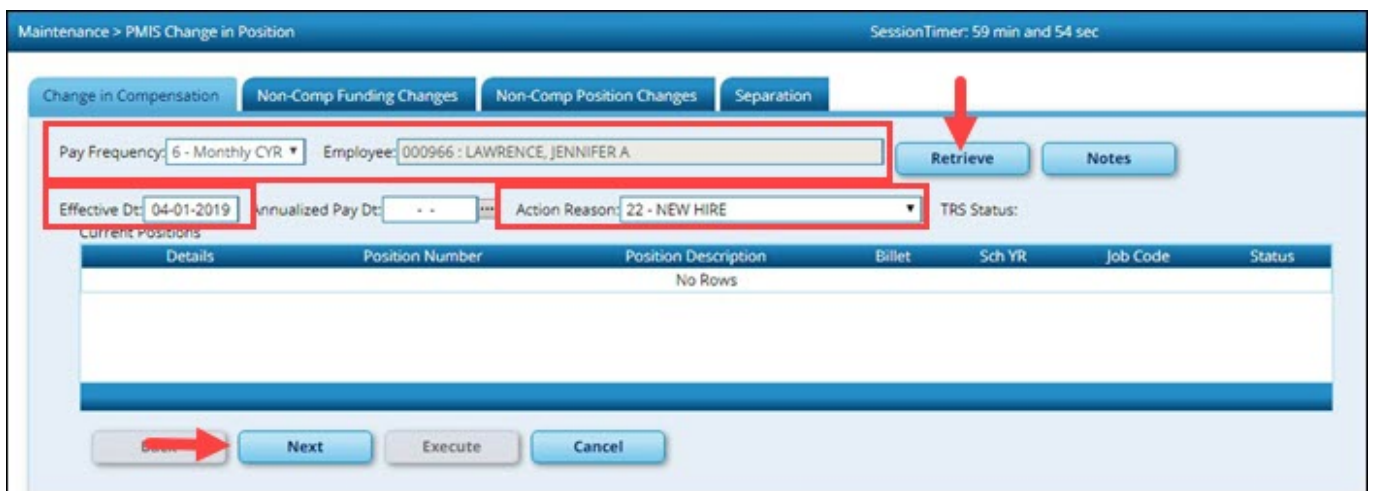 Maintenance > PMIS Change in Position SessionTimer: 59 min and 54 sec
Change in Compensation Non-Comp Funding Changes Non-Comp Position Changes Separation
Pay Frequency: 6 - Monthly CYR Employee: 000966 : LAWRENCE, JENNIFER A Retrieve Notes
Effective Dt: 04-01-2019 Annualized Pay Dt: - - ... Action Reason: 22 - NEW HIRE TRS Status:
Current Positions
Details Position Number Position Description Billet Sch YR Job Code Status
No Rows
Back Next Execute Cancel